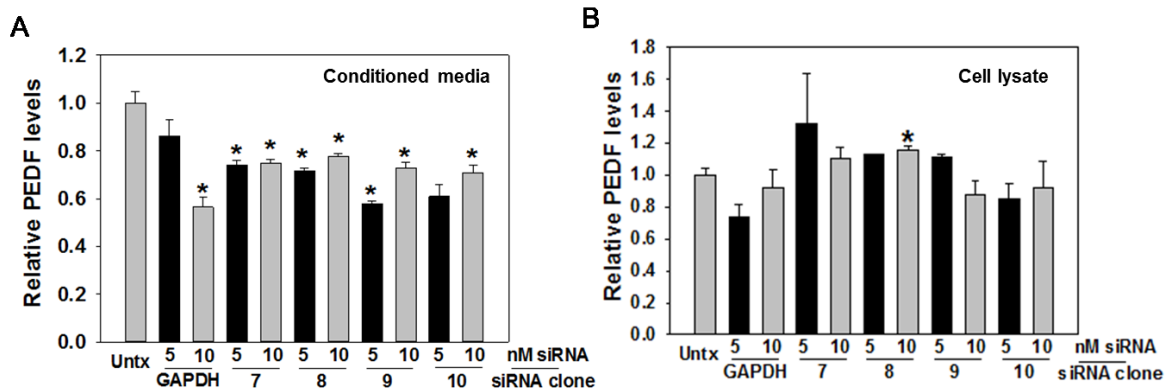 A
Relative PEDF levels
1.2
1.0
0.8
0.6
0.4
0.2
0.0
Conditioned media
* * * * * * * *
Untx 5 10 5 10 5 10 5 10 5 10 nM siRNA
GAPDH 7 8 9 10 siRNA clone
B
Relative PEDF levels
1.8
1.6
1.4
1.2
1.0
0.8
0.6
0.4
0.2
0.0
Cell lysate
*
Untx 5 10 5 10 5 10 5 10 5 10 nM siRNA
GAPDH 7 8 9 10 siRNA clone